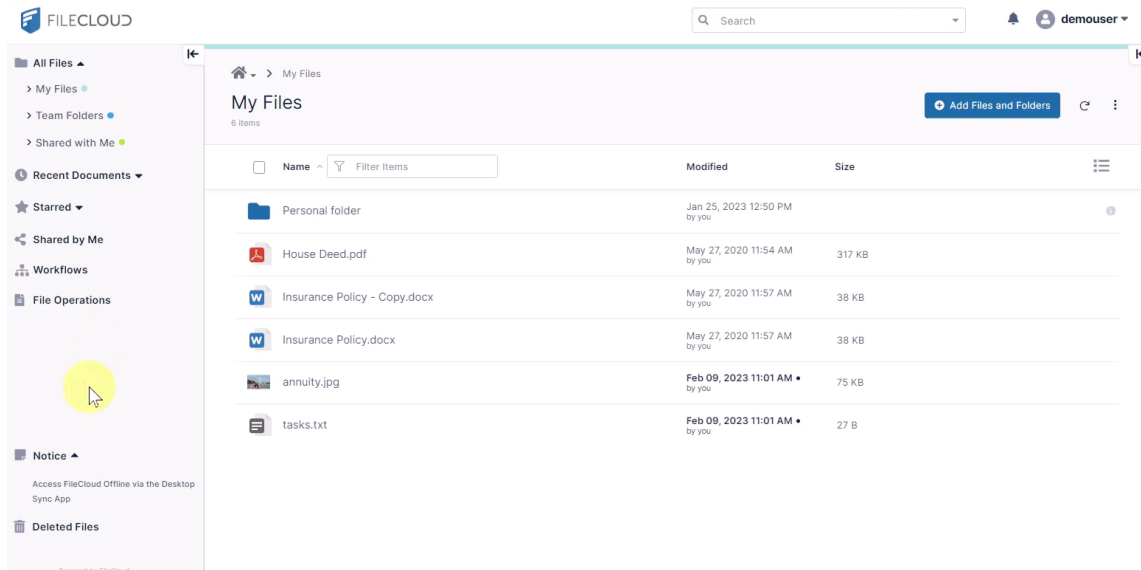 FILECLOUD
Search
demouser
All Files
My Files
Team Folders
Shared with Me
Recent Documents
Starred
Shared by Me
Workflows
File Operations
Notice
Access FileCloud Offline via the Desktop
Sync App
Deleted Files
My Files
My Files
6 items
Add Files and Folders
Name
Filter Items
Modified
Size
Personal folder
Jan 25, 2023 12:50 PM
by you
House Deed.pdf
May 27, 2020 11:54 AM
by you
317 KB
Insurance Policy - Copy.docx
May 27, 2020 11:57 AM
by you
38 KB
Insurance Policy.docx
May 27, 2020 11:57 AM
by you
38 KB
annuity.jpg
Feb 09, 2023 11:01 AM
by you
75 KB
tasks.txt
Feb 09, 2023 11:01 AM
by you
27 B